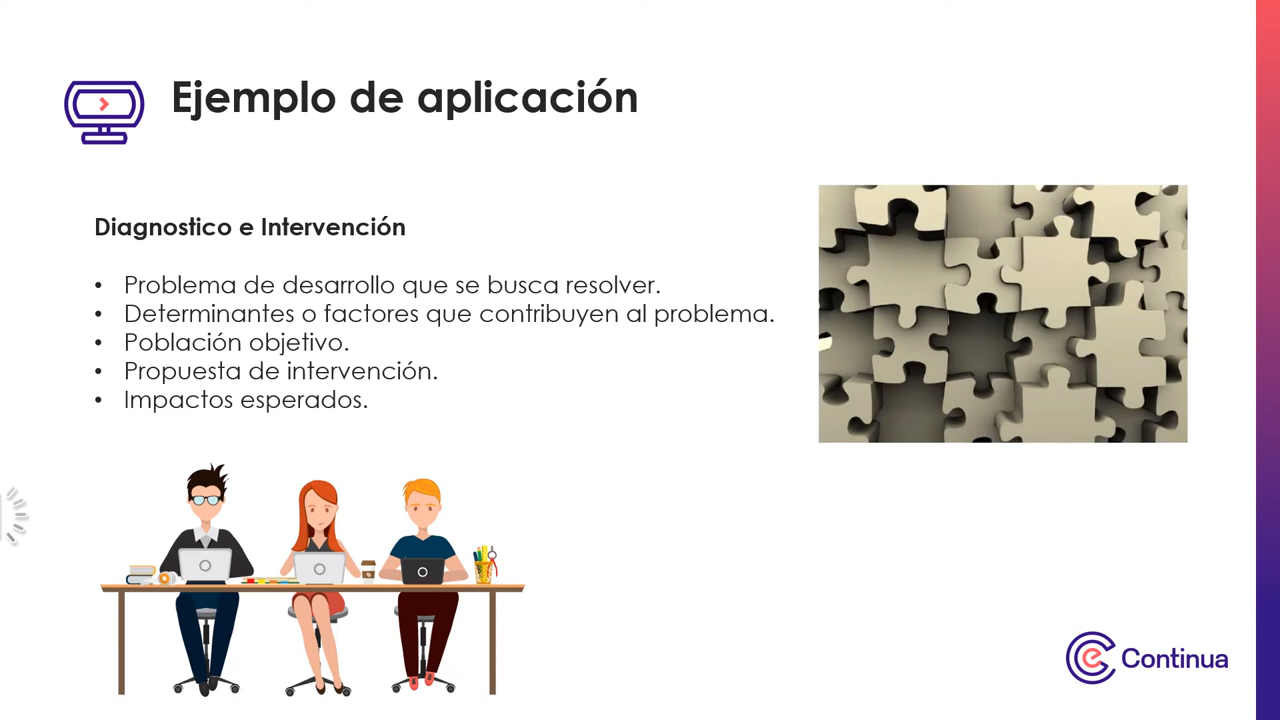 Ejemplo de aplicación
Diagnostico e Intervención
• Problema de desarrollo que se busca resolver.
• Determinantes o factores que contribuyen al problema.
• Población objetivo.
• Propuesta de intervención.
• Impactos esperados.
Continua